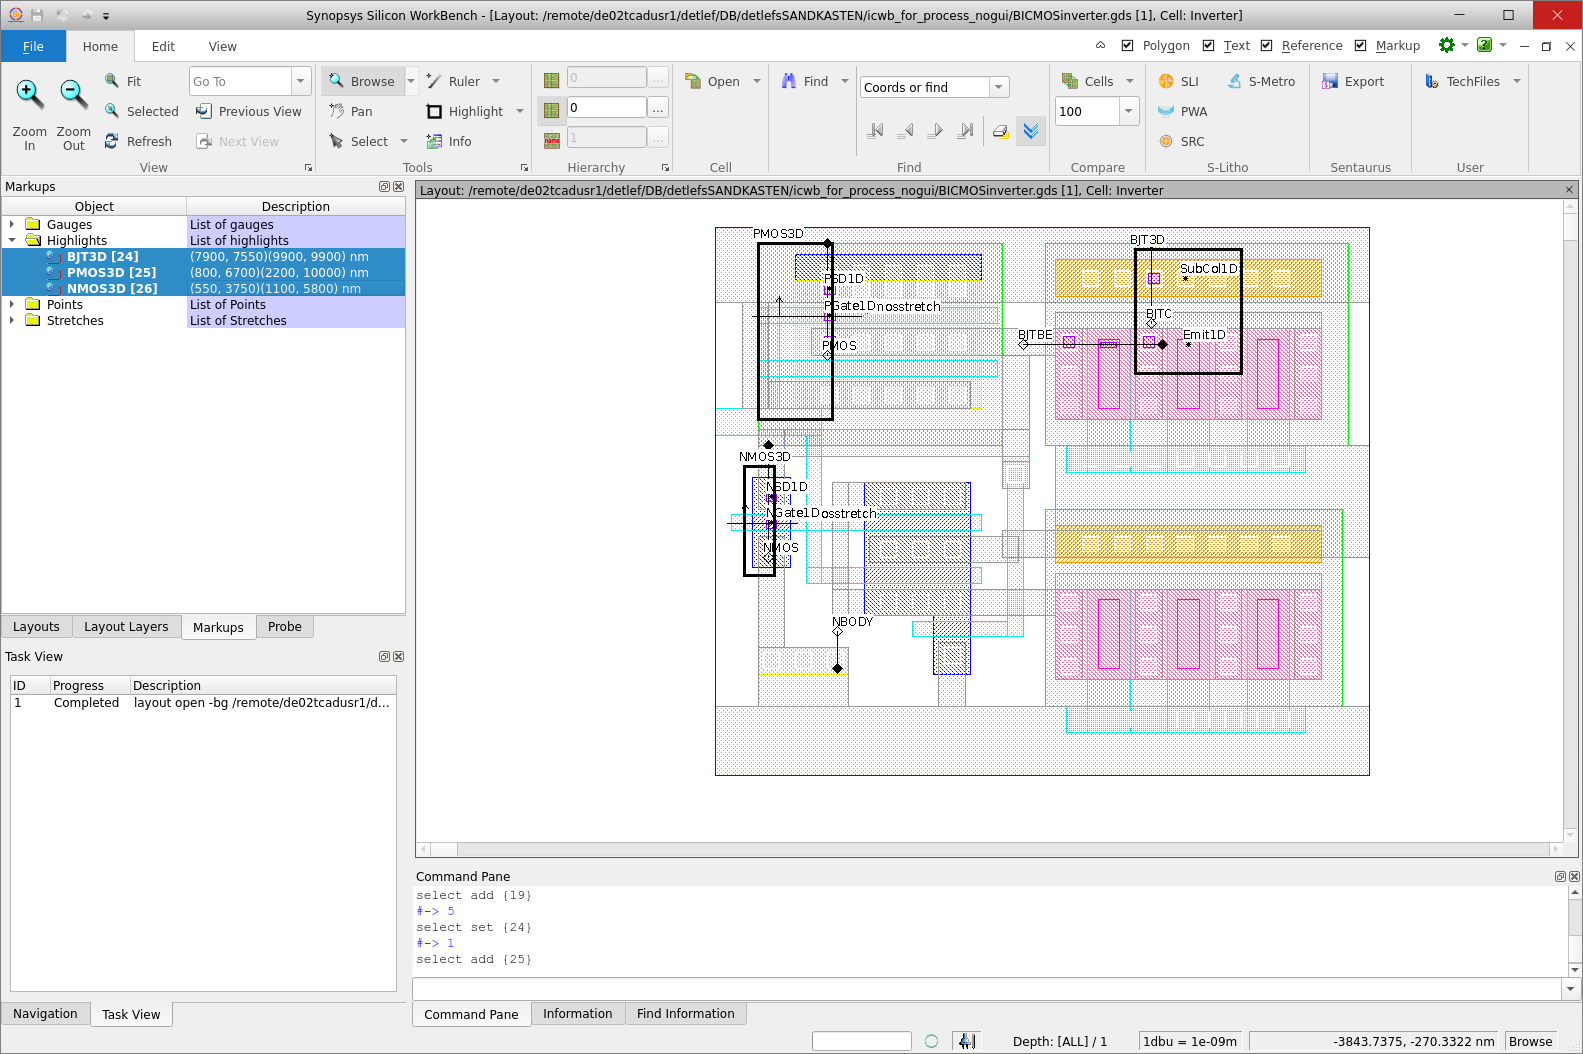 Synopsys Silicon WorkBench - [Layout: /remote/de02tcadusr1/detlef/DB/detlefsSANDKASTEN/icwb_for_process_nogui/BICMOSinverter.gds [1], Cell: Inverter]
File Home Edit View
Polygon Text Reference Markup
Zoom In
Zoom Out
Fit
Selected
Refresh
Go To
Previous View
Next View
View
Browse
Pan
Select
Ruler
Highlight
Info
Tools
0 ...
0 ...
name 1 ...
Hierarchy
Open
Cell
Find
Coords or find
Find
Cells
100
Compare
SLI
PWA
SRC
S-Metro
S-Litho
Export
Sentaurus
TechFiles
User
Markups
Object Description
Gauges List of gauges
Highlights List of highlights
BJT3D [24] (7900, 7550)(9900, 9900) nm
PMOS3D [25] (800, 6700)(2200, 10000) nm
NMOS3D [26] (550, 3750)(1100, 5800) nm
Points List of Points
Stretches List of Stretches
Layouts Layout Layers Markups Probe
Task View
ID Progress Description
1 Completed layout open -bg /remote/de02tcadusr1/d...
Navigation Task View
Layout: /remote/de02tcadusr1/detlef/DB/detlefsSANDKASTEN/icwb_for_process_nogui/BICMOSinverter.gds [1], Cell: Inverter
PMOS3D
BJT3D
SubCol1D
PSD1D
PGate1D nosstretch
BJTC
BJTBE
Emit1D
PMOS
NMOS3D
NSD1D
NGate1D osstretch
NMOS
NBODY
Command Pane
select add {19}
#-> 5
select set {24}
#-> 1
select add {25}
Command Pane Information Find Information
Depth: [ALL] / 1 1dbu = 1e-09m -3843.7375, -270.3322 nm Browse